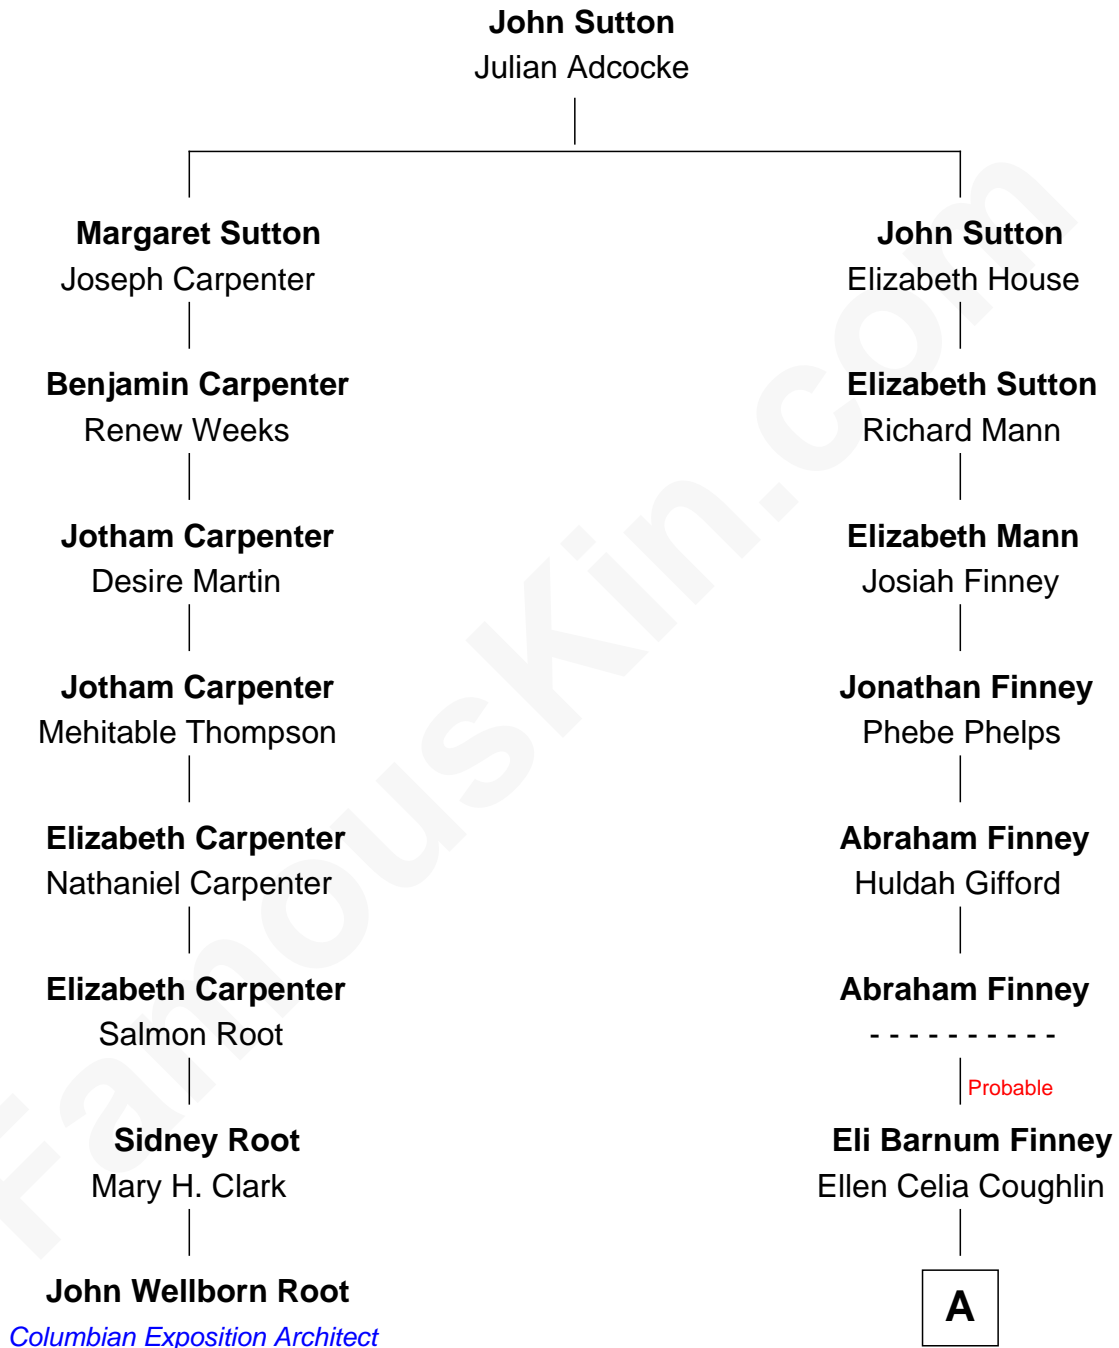 John Sutton
Julian Adcocke
Margaret Sutton
Joseph Carpenter
John Sutton
Elizabeth House
Benjamin Carpenter
Renew Weeks
Elizabeth Sutton
Richard Mann
Jotham Carpenter
Desire Martin
Elizabeth Mann
Josiah Finney
Jotham Carpenter
Mehitable Thompson
Jonathan Finney
Phebe Phelps
Elizabeth Carpenter
Nathaniel Carpenter
Abraham Finney
Huldah Gifford
Elizabeth Carpenter
Salmon Root
Abraham Finney
- - - - - - - - - -
Probable
Sidney Root
Mary H. Clark
Eli Barnum Finney
Ellen Celia Coughlin
John Wellborn Root
Columbian Exposition Architect
A
FamousKin.com